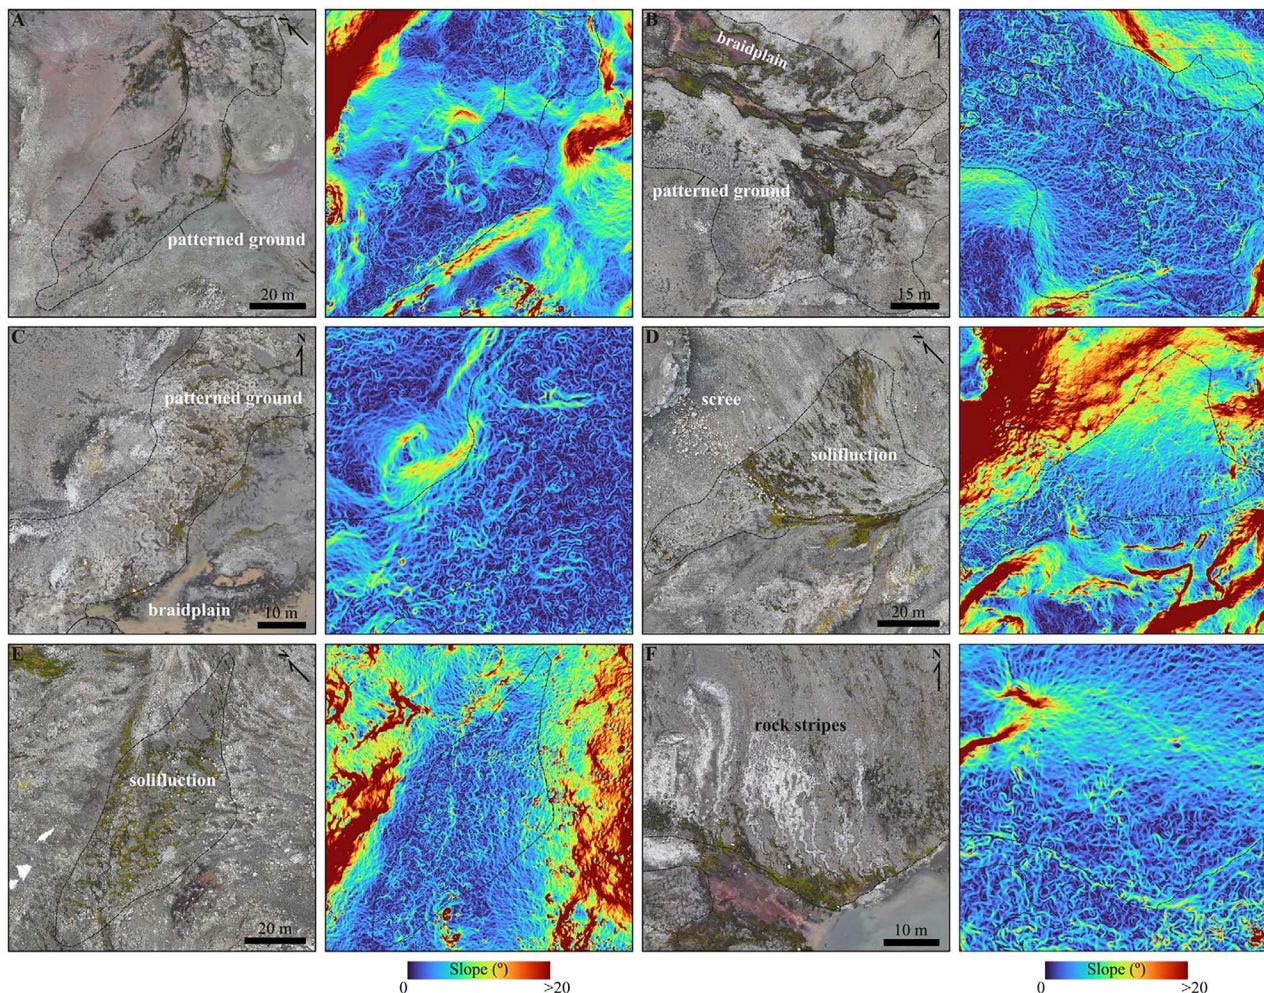 A
N
patterned ground
20 m
B
N
braidplain
patterned ground
15 m
C
N
patterned ground
braidplain
10 m
D
N
scree
solifluction
20 m
E
N
solifluction
20 m
F
N
rock stripes
10 m
Slope (º)
0 >20
Slope (º)
0 >20